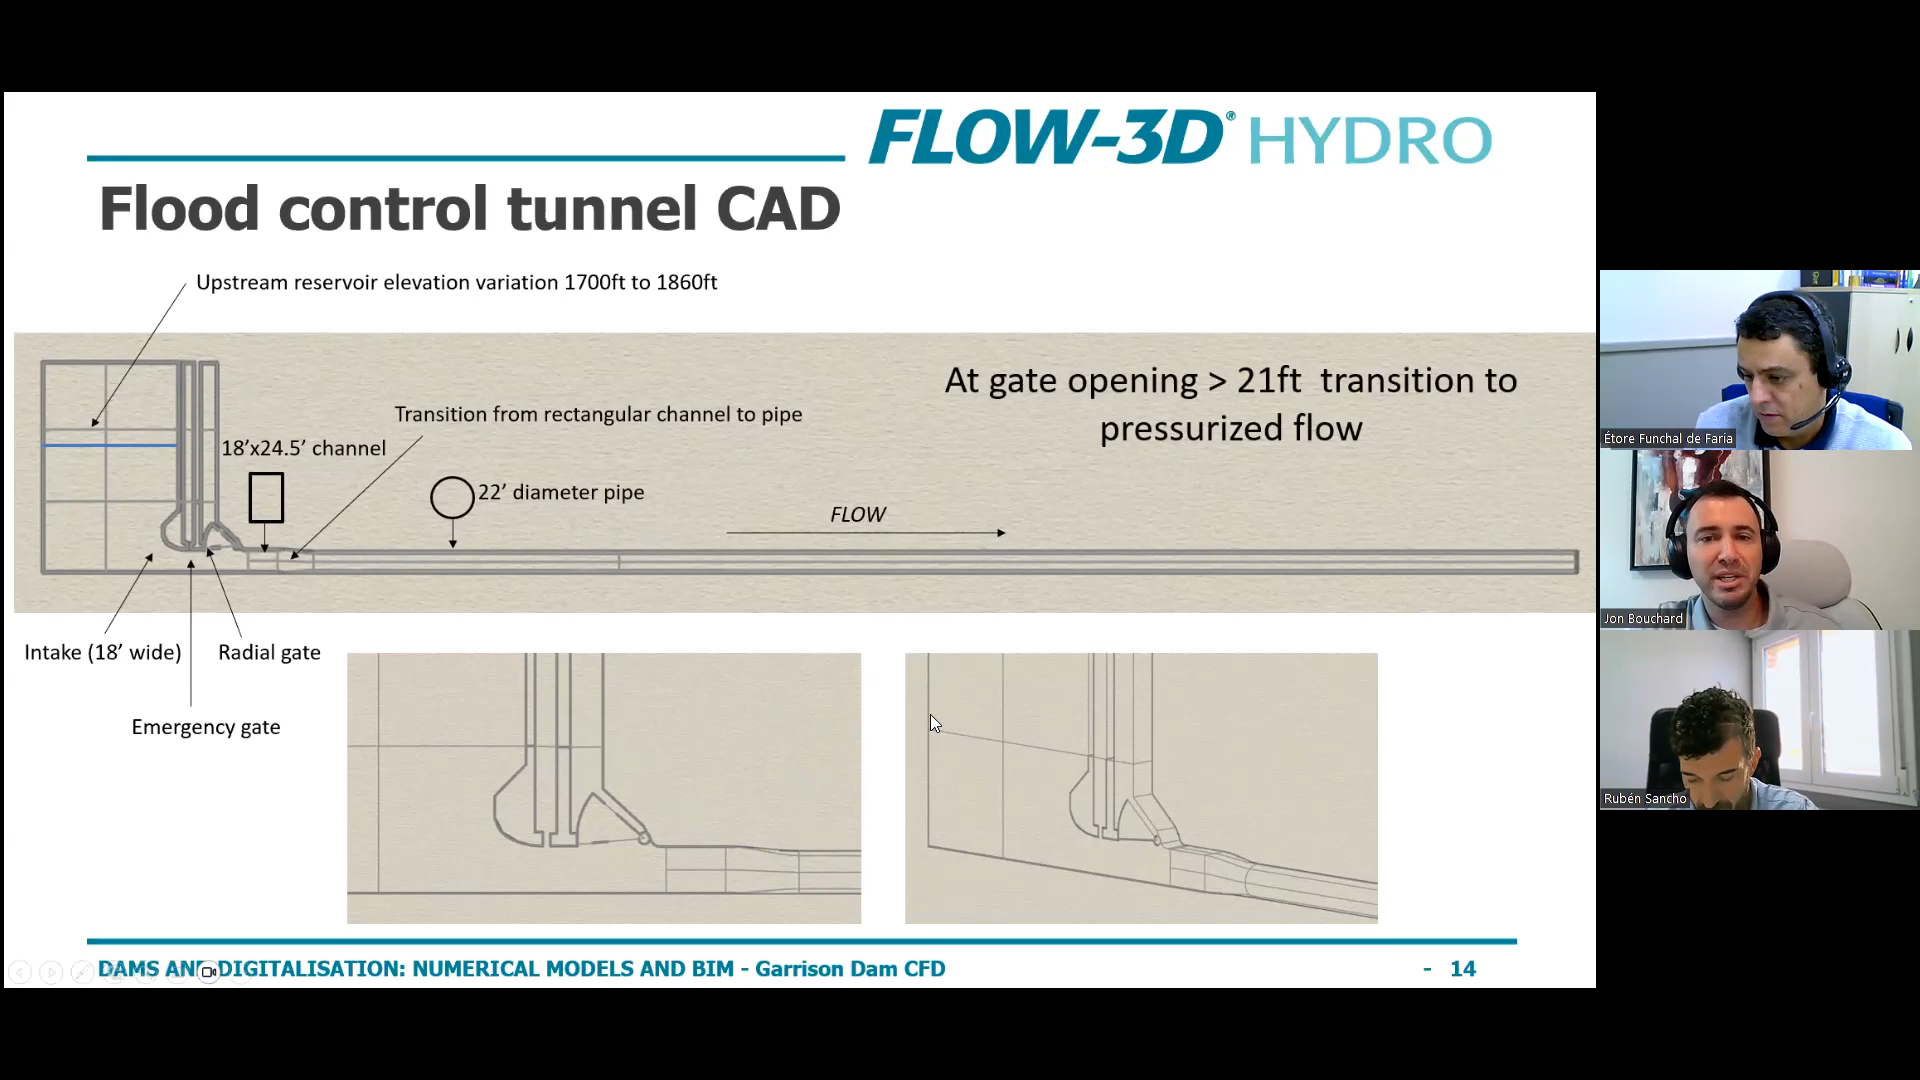 FLOW-3D® HYDRO
Flood control tunnel CAD
Upstream reservoir elevation variation 1700ft to 1860ft
At gate opening > 21ft transition to
pressurized flow
Transition from rectangular channel to pipe
18’x24.5’ channel
22’ diameter pipe
FLOW
Intake (18’ wide)
Radial gate
Emergency gate
DAMS AND DIGITALISATION: NUMERICAL MODELS AND BIM - Garrison Dam CFD
- 14
Étore Funchal de Faria
Jon Bouchard
Rubén Sancho